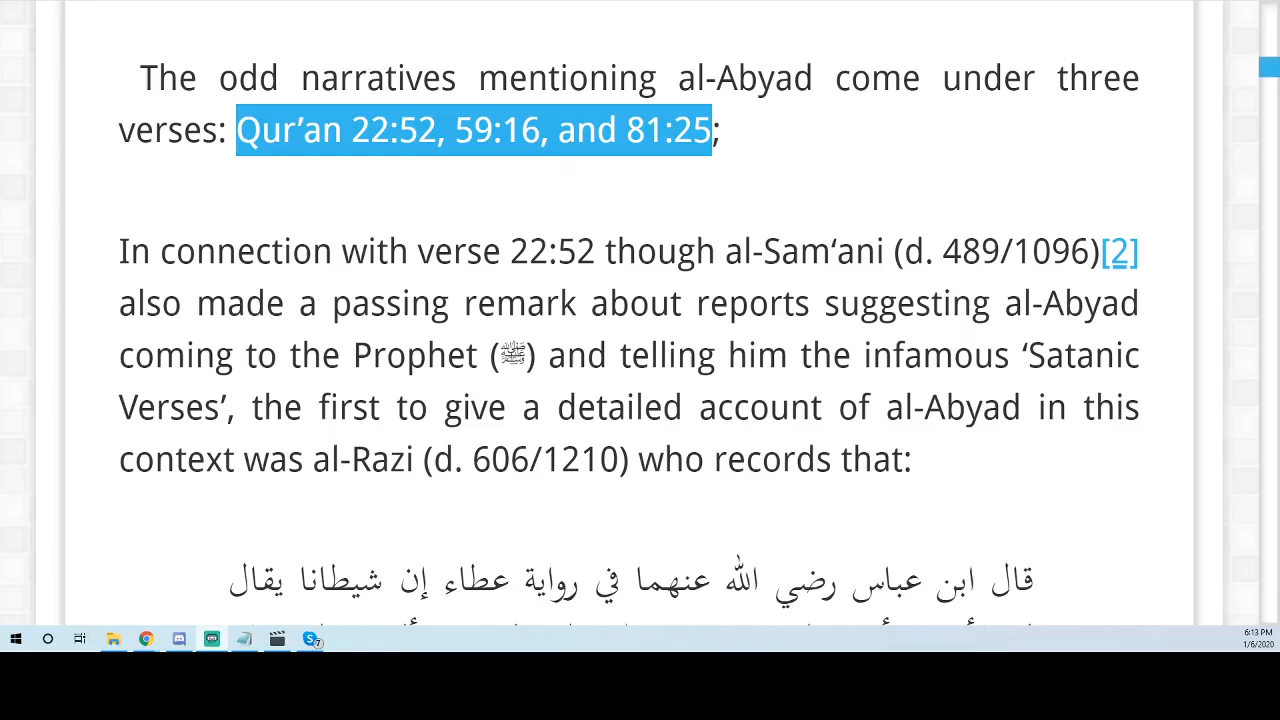 The odd narratives mentioning al-Abyad come under three
verses: Qur’an 22:52, 59:16, and 81:25;
In connection with verse 22:52 though al-Sam‘ani (d. 489/1096)[2]
also made a passing remark about reports suggesting al-Abyad
coming to the Prophet (ﷺ) and telling him the infamous ‘Satanic
Verses’, the first to give a detailed account of al-Abyad in this
context was al-Razi (d. 606/1210) who records that:
قال ابن عباس رضي الله عنهما في رواية عطاء إن شيطانا يقال
7
6:13 PM
1/6/2020